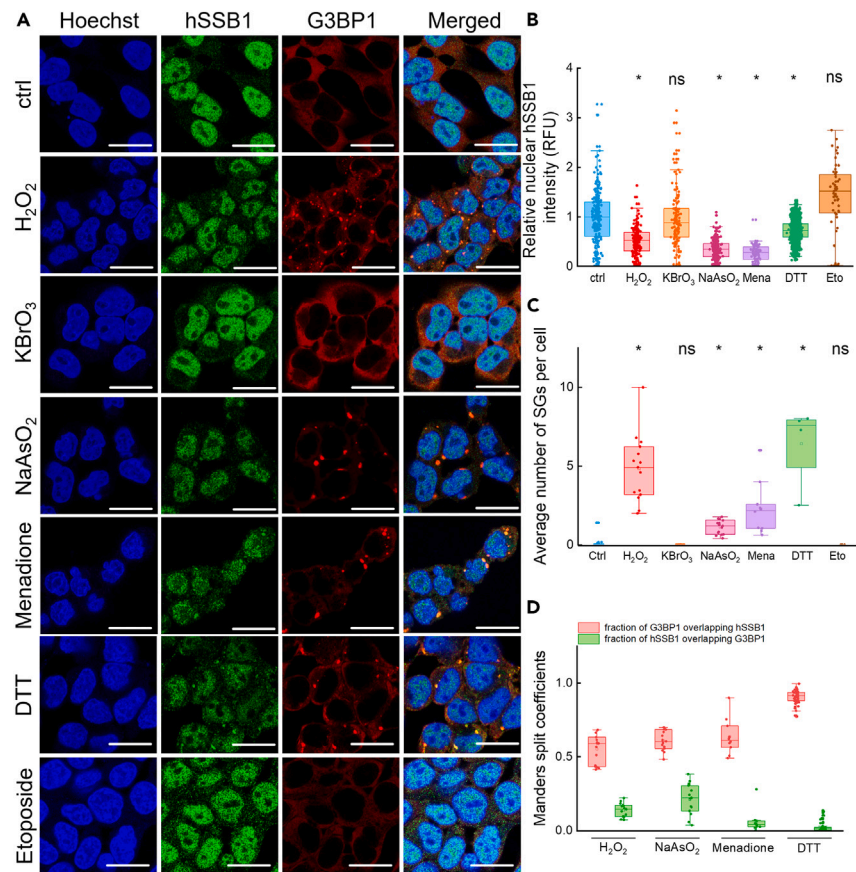 A
Hoechst hSSB1 G3BP1 Merged
ctrl
H₂O₂
KBrO₃
NaAsO₂
Menadione
DTT
Etoposide
B
Relative nuclear hSSB1
intensity (RFU)
4
3
2
1
0
* ns * * * ns
ctrl H₂O₂ KBrO₃ NaAsO₂ Mena DTT Eto
C
Average number of SGs per cell
10
5
0
* ns * * * ns
Ctrl H₂O₂ KBrO₃ NaAsO₂ Mena DTT Eto
D
fraction of G3BP1 overlapping hSSB1
fraction of hSSB1 overlapping G3BP1
Manders split coefficients
1.0
0.5
0.0
H₂O₂ NaAsO₂ Menadione DTT